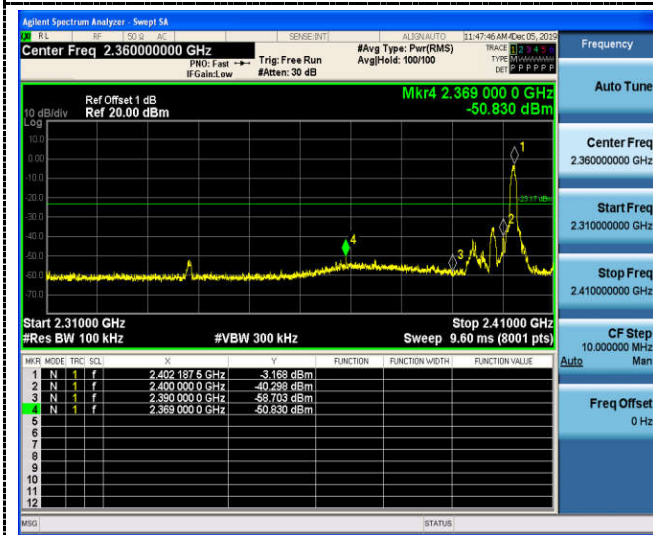 Agilent Spectrum Analyzer - Swept SA
RL RF 50 Ω AC SENSE:INT ALIGNAUTO 11:47:46 AM Dec 05, 2019
Center Freq 2.360000000 GHz
PNO: Fast
IFGain:Low
Trig: Free Run
#Atten: 30 dB
#Avg Type: Pwr(RMS)
Avg|Hold: 100/100
TRACE 1 2 3 4 5 6
TYPE M
DET P P P P P P
Ref Offset 1 dB
10 dB/div Ref 20.00 dBm
Log
Mkr4 2.369 000 0 GHz
-50.830 dBm
10.0
0.00
-10.0
-20.0
-30.0
-40.0
-50.0
-60.0
-70.0
-23.17 dBm
1
2
3
4
Start 2.31000 GHz Stop 2.41000 GHz
#Res BW 100 kHz #VBW 300 kHz Sweep 9.60 ms (8001 pts)
MKR MODE TRC SCL X Y FUNCTION FUNCTION WIDTH FUNCTION VALUE
1 N 1 f 2.402 187 5 GHz -3.168 dBm
2 N 1 f 2.400 000 0 GHz -40.298 dBm
3 N 1 f 2.390 000 0 GHz -58.703 dBm
4 N 1 f 2.369 000 0 GHz -50.830 dBm
5
6
7
8
9
10
11
12
MSG STATUS
Frequency
Auto Tune
Center Freq
2.360000000 GHz
Start Freq
2.310000000 GHz
Stop Freq
2.410000000 GHz
CF Step
10.000000 MHz
Auto Man
Freq Offset
0 Hz